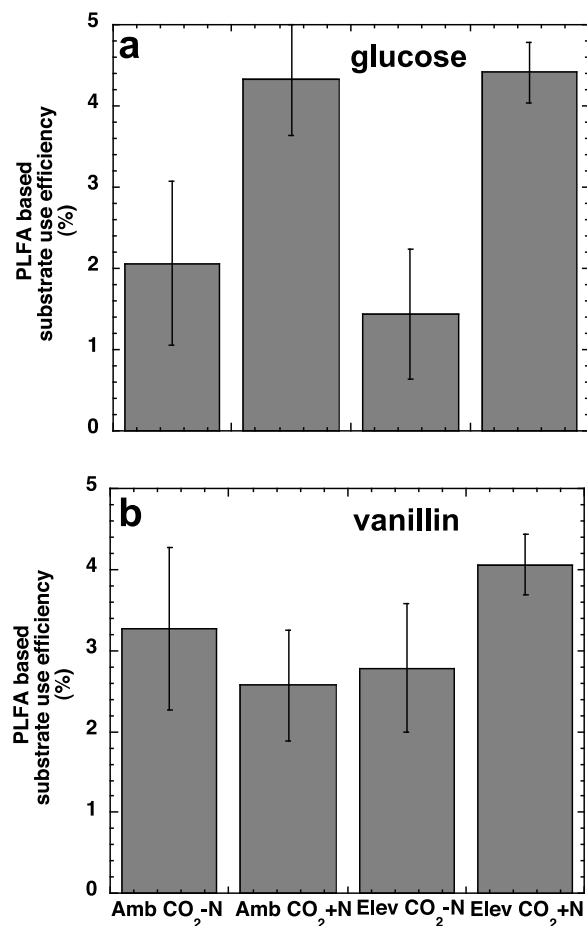 a
glucose
PLFA based
substrate use efficiency
(%)
5
4
3
2
1
0
b
vanillin
PLFA based
substrate use efficiency
(%)
5
4
3
2
1
0
Amb CO₂-N Amb CO₂+N Elev CO₂-N Elev CO₂+N